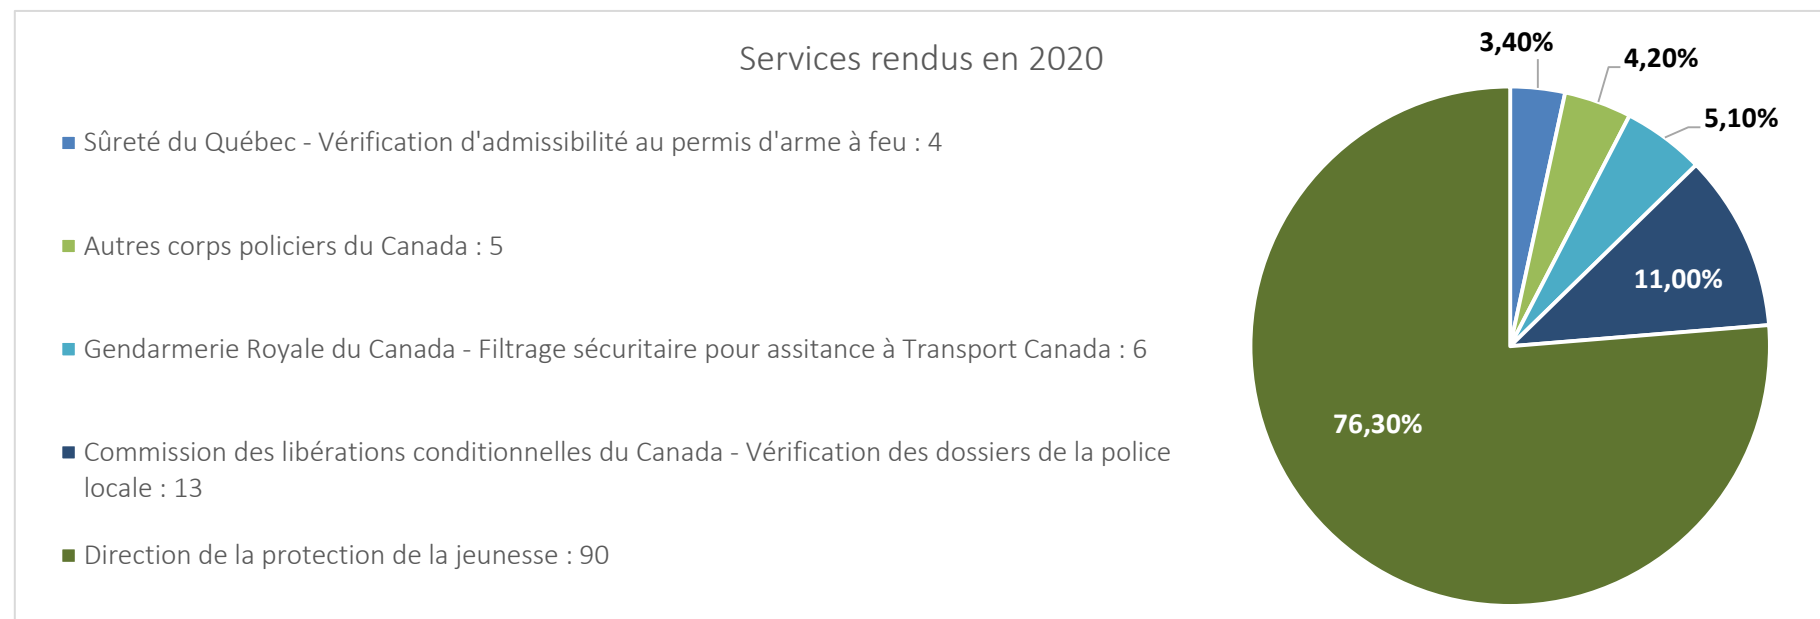 Services rendus en 2020
Sûreté du Québec - Vérification d'admissibilité au permis d'arme à feu : 4
Autres corps policiers du Canada : 5
Gendarmerie Royale du Canada - Filtrage sécuritaire pour assitance à Transport Canada : 6
Commission des libérations conditionnelles du Canada - Vérification des dossiers de la police
locale : 13
Direction de la protection de la jeunesse : 90
3,40%
4,20%
5,10%
11,00%
76,30%